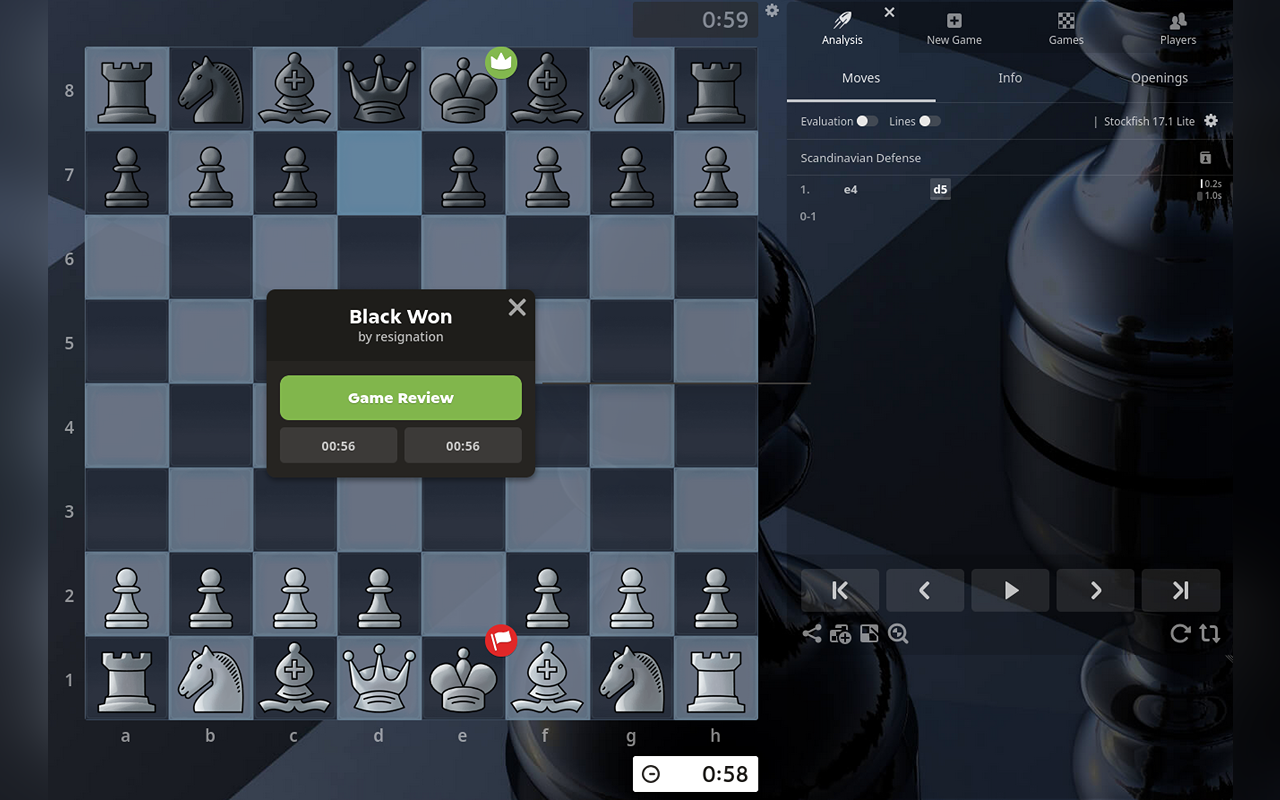 0:59
Analysis
New Game
Games
Players
Moves
Info
Openings
Evaluation
Lines
| Stockfish 17.1 Lite
Scandinavian Defense
1. e4 d5
0.2s
1.0s
0-1
8
7
6
5
4
3
2
1
Black Won
by resignation
Game Review
00:56
00:56
a b c d e f g h
0:58